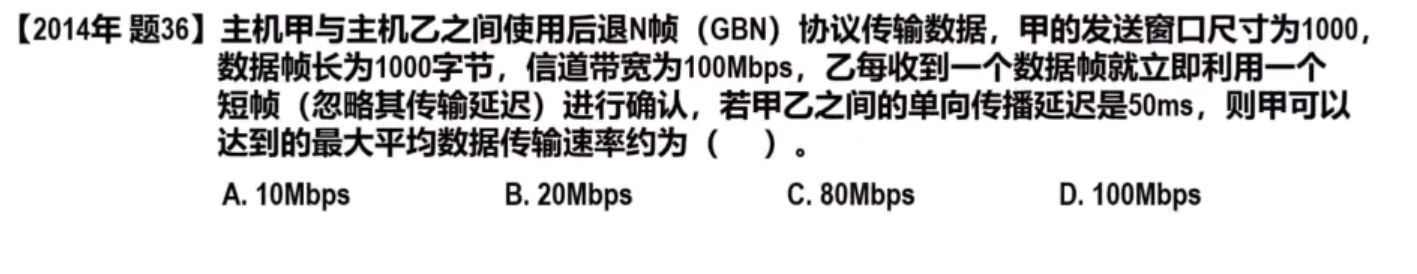 【2014年 题36】主机甲与主机乙之间使用后退N帧（GBN）协议传输数据，甲的发送窗口尺寸为1000，
数据帧长为1000字节，信道带宽为100Mbps，乙每收到一个数据帧就立即利用一个
短帧（忽略其传输延迟）进行确认，若甲乙之间的单向传播延迟是50ms，则甲可以
达到的最大平均数据传输速率约为（　）。
A. 10Mbps B. 20Mbps C. 80Mbps D. 100Mbps